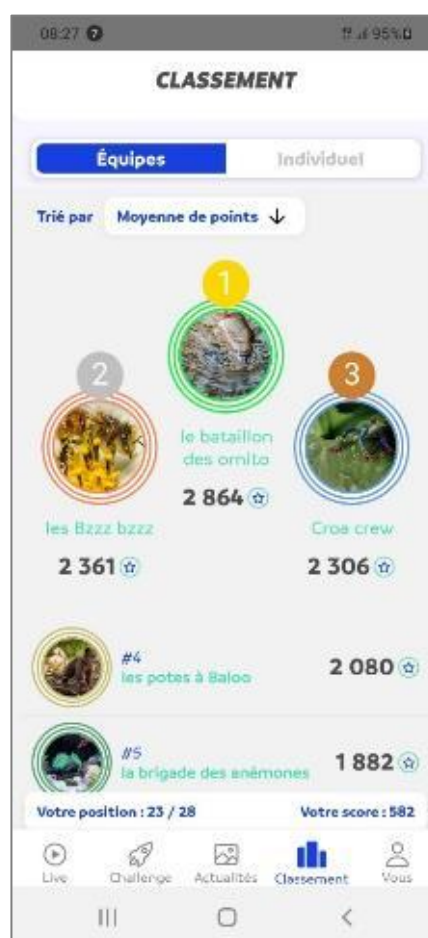 08:27
95%
CLASSEMENT
Équipes
Individuel
Trié par Moyenne de points ↓
1
2
3
le bataillon
des ornito
2 864
les Bzzz bzzz
Croa crew
2 361
2 306
#4
les potes à Baloo
2 080
#5
la brigade des anémones
1 882
Votre position : 23 / 28
Votre score : 582
Live
Challenge
Actualités
Classement
Vous